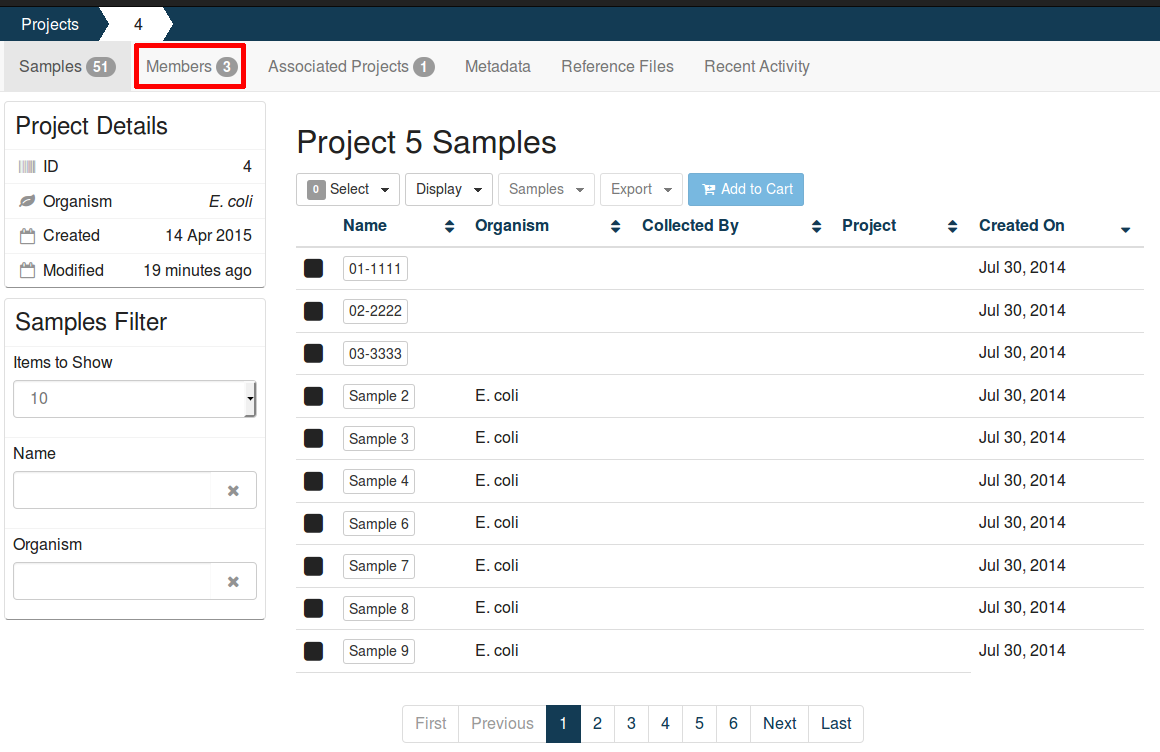 Projects 4
Samples 51 Members 3 Associated Projects 1 Metadata Reference Files Recent Activity
Project Details
ID 4
Organism E. coli
Created 14 Apr 2015
Modified 19 minutes ago
Samples Filter
Items to Show
10
Name
Organism
Project 5 Samples
0 Select Display Samples Export Add to Cart
Name Organism Collected By Project Created On
01-1111 Jul 30, 2014
02-2222 Jul 30, 2014
03-3333 Jul 30, 2014
Sample 2 E. coli Jul 30, 2014
Sample 3 E. coli Jul 30, 2014
Sample 4 E. coli Jul 30, 2014
Sample 6 E. coli Jul 30, 2014
Sample 7 E. coli Jul 30, 2014
Sample 8 E. coli Jul 30, 2014
Sample 9 E. coli Jul 30, 2014
First Previous 1 2 3 4 5 6 Next Last